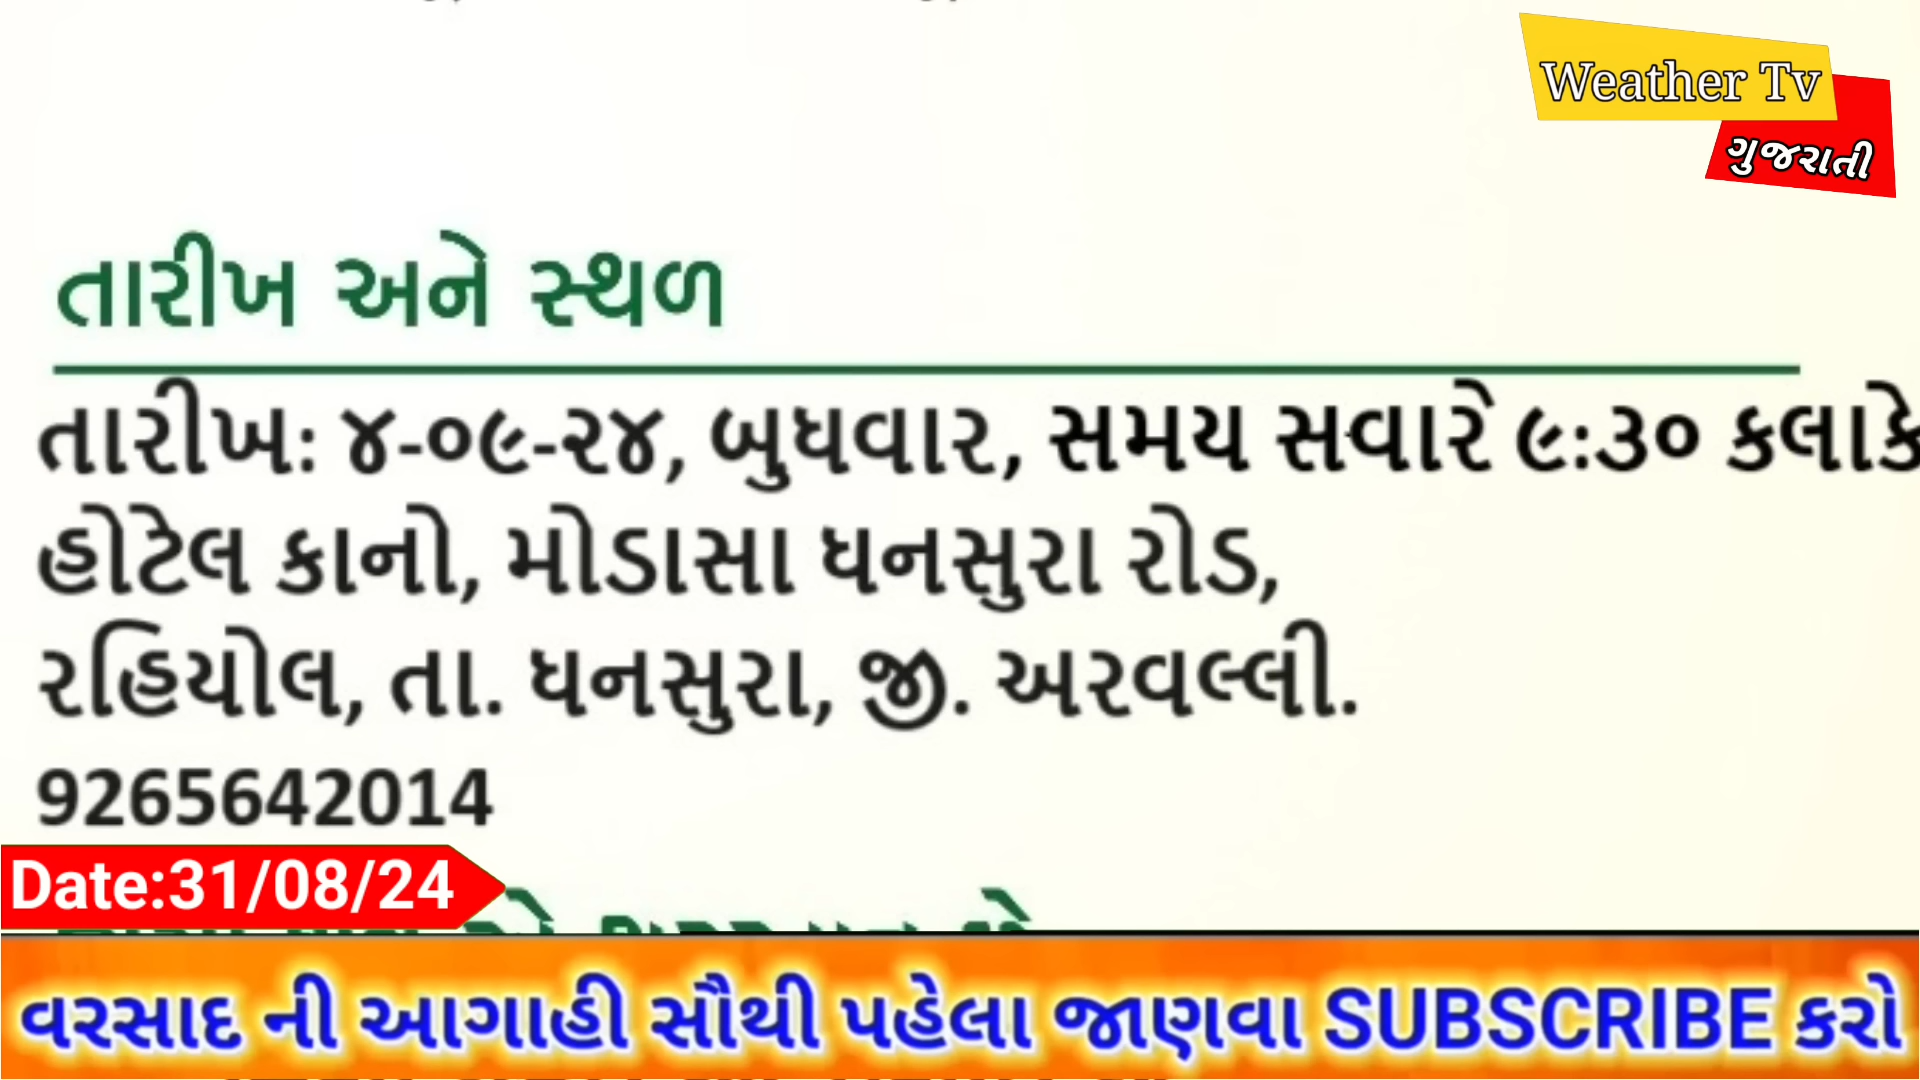 Weather Tv
ગુજરાતી
તારીખ અને સ્થળ
તારીખ: ૪-૦૯-૨૪, બુધવાર, સમય સવારે ૯:૩૦ કલાકે
હોટેલ કાનો, મોડાસા ધનસુરા રોડ,
રહિયોલ, તા. ધનસુરા, જી. અરવલ્લી.
9265642014
Date:31/08/24
વરસાદ ની આગાહી સૌથી પહેલા જાણવા SUBSCRIBE કરો